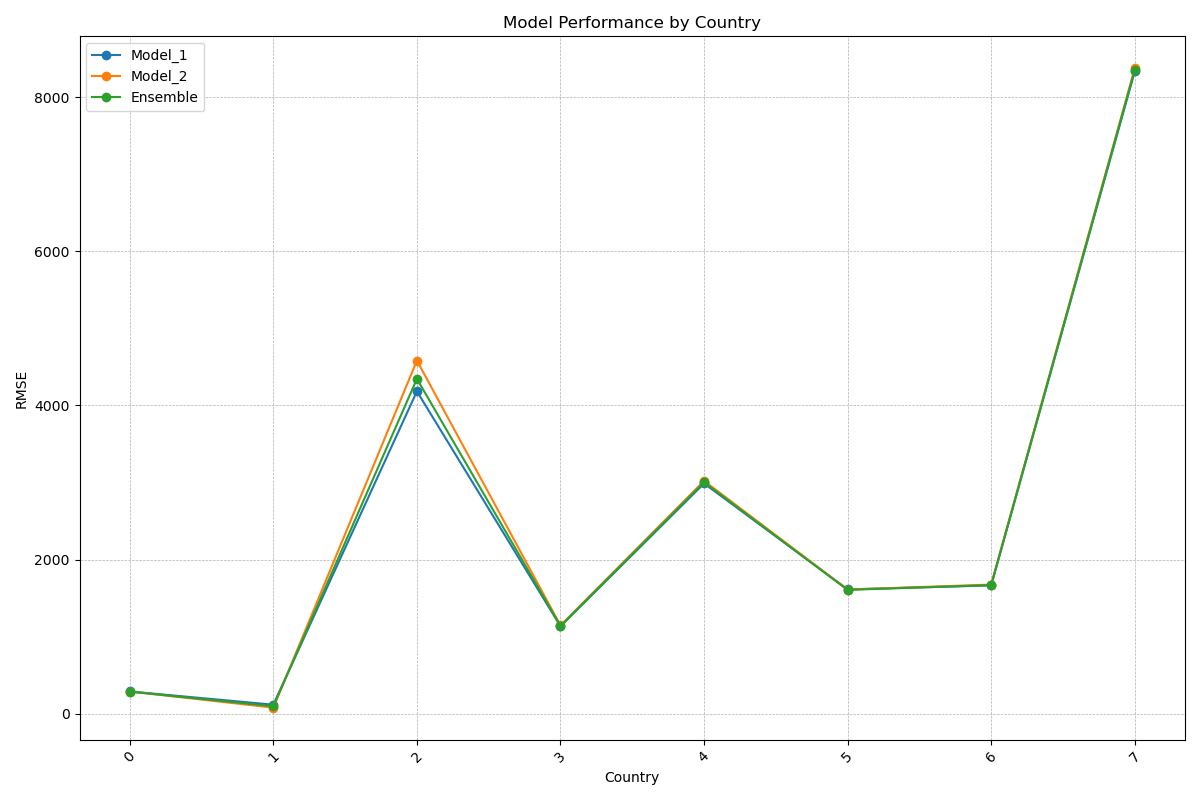 Model Performance by Country
Model_1
Model_2
Ensemble
RMSE
8000
6000
4000
2000
0
0 1 2 3 4 5 6 7
Country